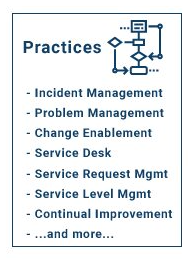 Practices
- Incident Management
- Problem Management
- Change Enablement
- Service Desk
- Service Request Mgmt
- Service Level Mgmt
- Continual Improvement
- ...and more...